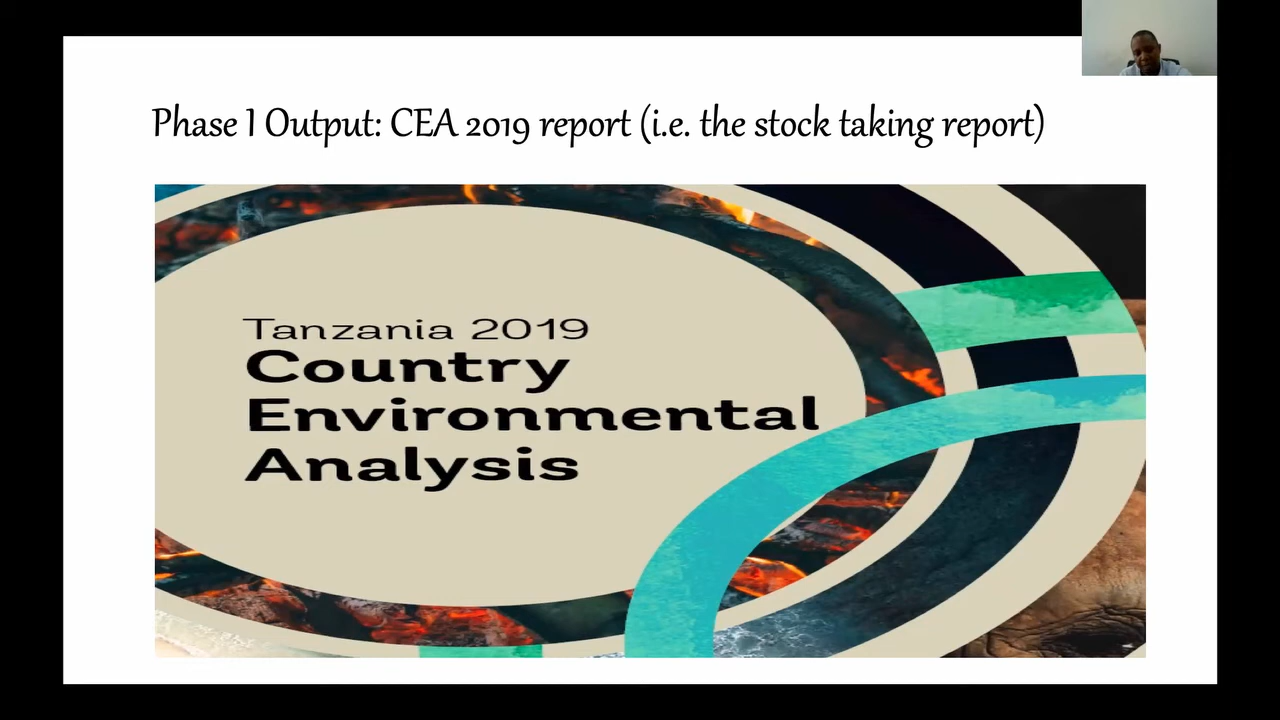 Phase I Output: CEA 2019 report (i.e. the stock taking report)
Tanzania 2019
Country
Environmental
Analysis